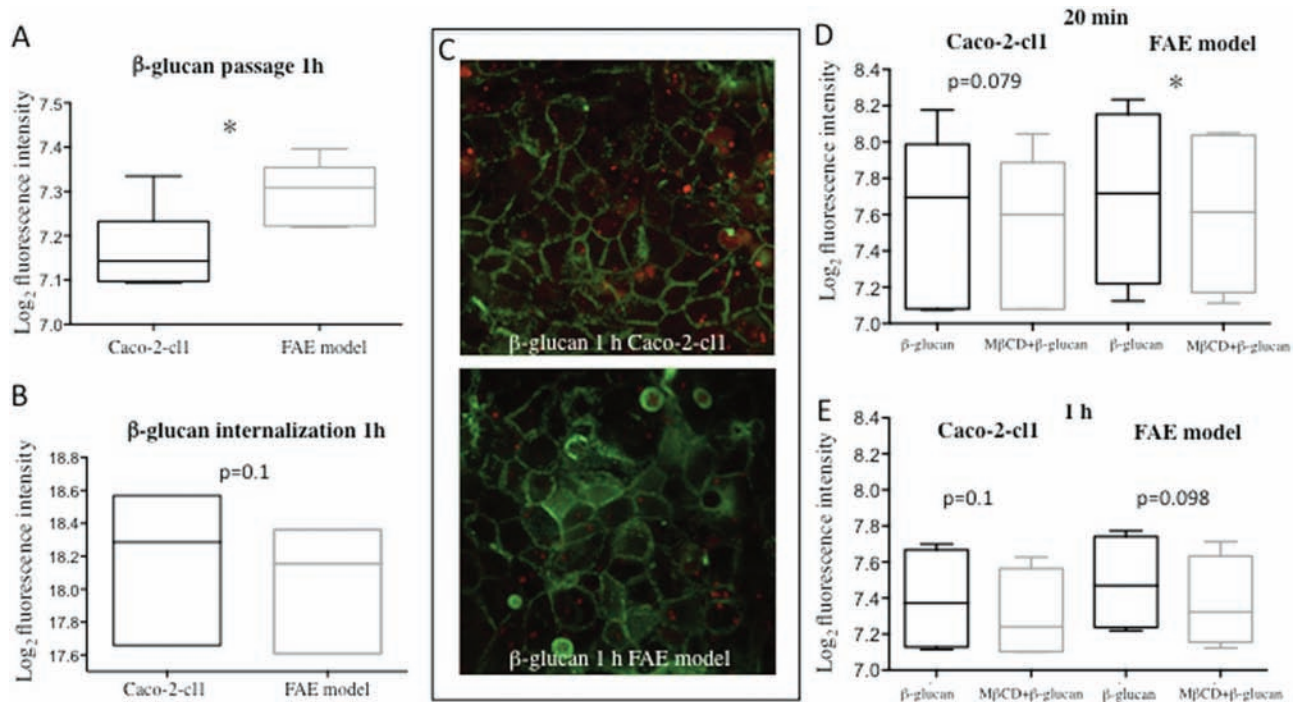 A
β-glucan passage 1h
Log2 fluorescence intensity
7.5
7.4
7.3
7.2
7.1
7.0
*
Caco-2-cl1
FAE model
B
β-glucan internalization 1h
Log2 fluorescence intensity
18.8
18.6
18.4
18.2
18.0
17.8
17.6
p=0.1
Caco-2-cl1
FAE model
C
β-glucan 1 h Caco-2-cl1
β-glucan 1 h FAE model
D
20 min
Caco-2-cl1
FAE model
Log2 fluorescence intensity
8.4
8.2
8.0
7.8
7.6
7.4
7.2
7.0
p=0.079
*
β-glucan
MβCD+β-glucan
β-glucan
MβCD+β-glucan
E
1 h
Caco-2-cl1
FAE model
Log2 fluorescence intensity
8.4
8.2
8.0
7.8
7.6
7.4
7.2
7.0
p=0.1
p=0.098
β-glucan
MβCD+β-glucan
β-glucan
MβCD+β-glucan